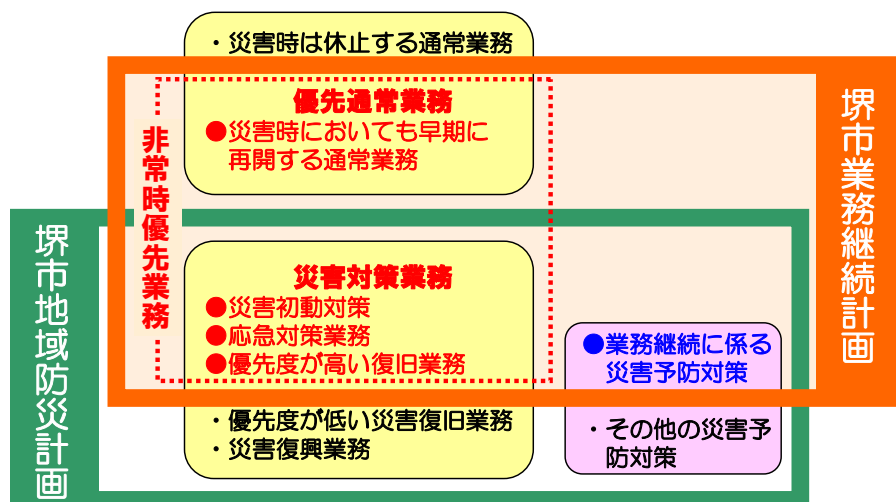 ・災害時は休止する通常業務
優先通常業務
●災害時においても早期に
再開する通常業務
非常時優先業務
堺市業務継続計画
堺市地域防災計画
災害対策業務
●災害初動対策
●応急対策業務
●優先度が高い復旧業務
・優先度が低い災害復旧業務
・災害復興業務
●業務継続に係る
災害予防対策
・その他の災害予
防対策